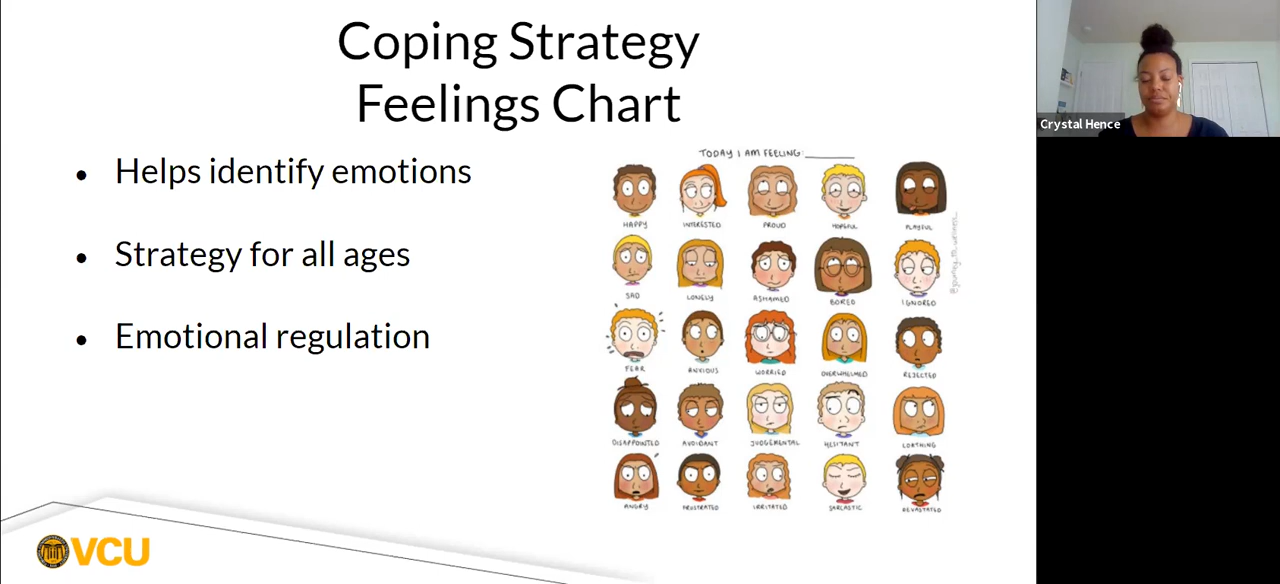 Coping Strategy
Feelings Chart
Crystal Hence
• Helps identify emotions
• Strategy for all ages
• Emotional regulation
TODAY I AM FEELING: ________
HAPPY INTERESTED PROUD HOPEFUL PLAYFUL
SAD LONELY ASHAMED BORED IGNORED
FEAR ANXIOUS WORRIED OVERWHELMED REJECTED
DISAPPOINTED AVOIDANT JUDGEMENTAL HESITANT LOATHING
ANGRY FRUSTRATED IRRITATED SARCASTIC DEVASTATED
VCU